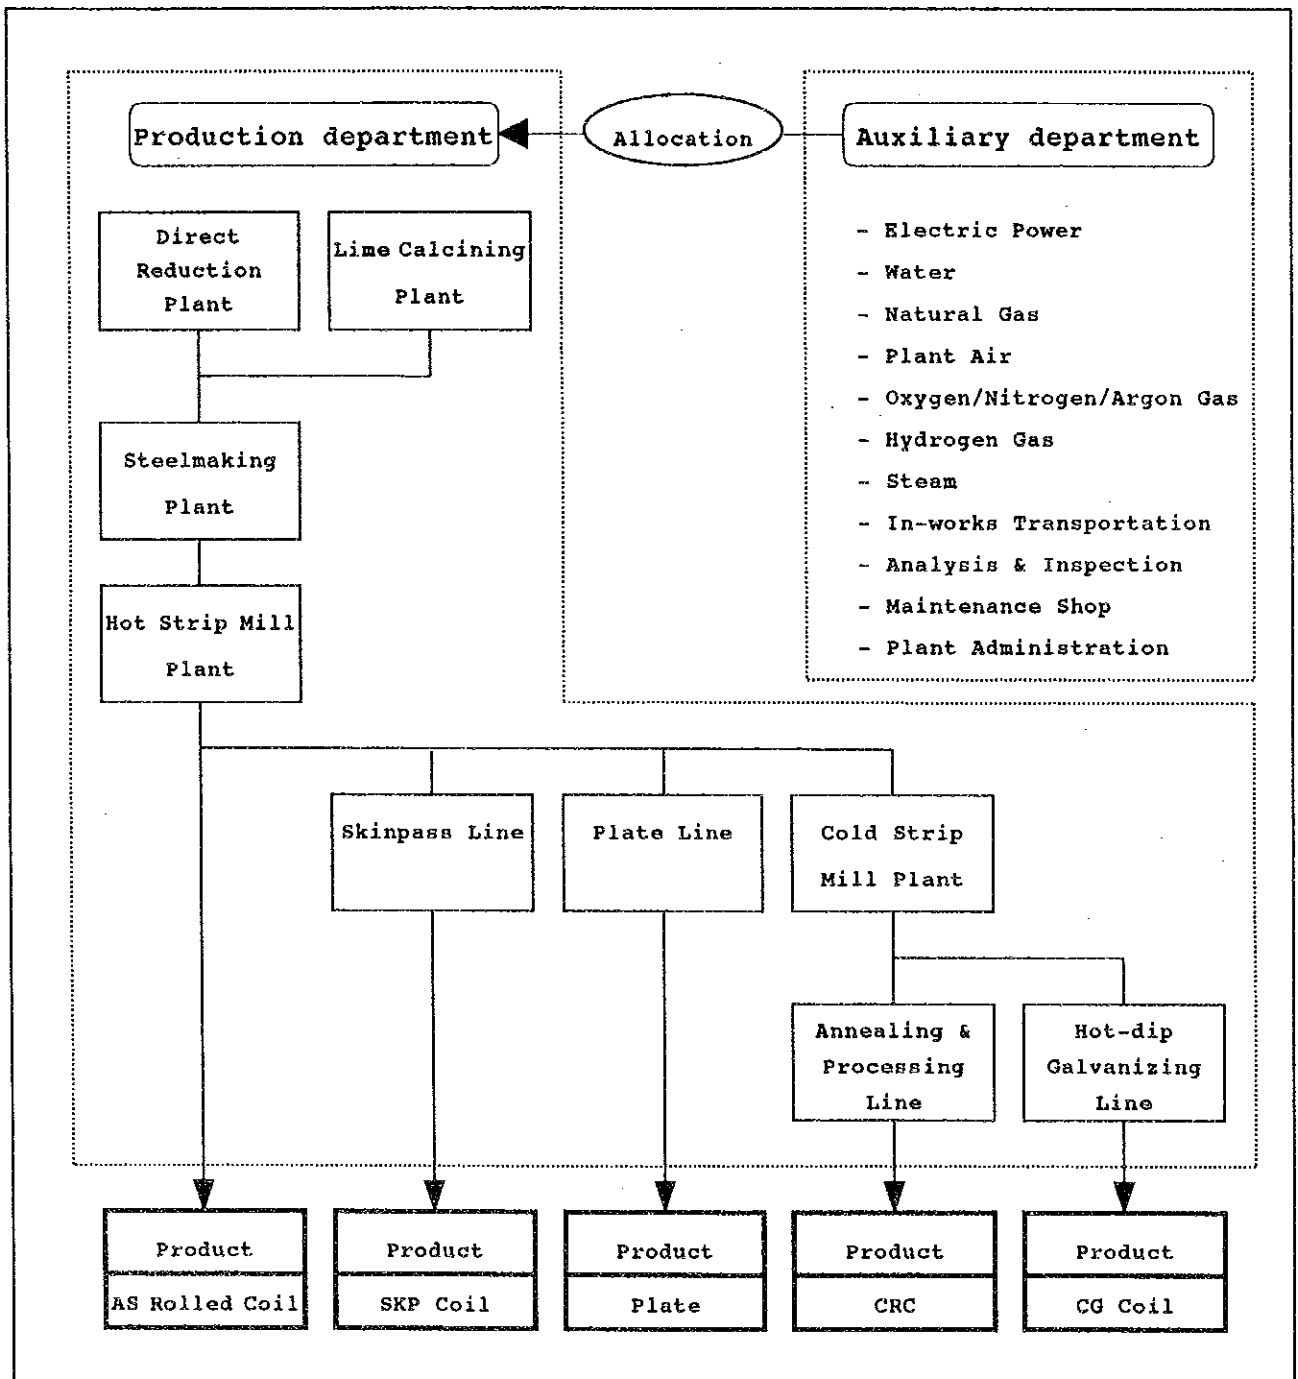 Production department
Allocation
Auxiliary department
Direct
Reduction
Plant
Lime Calcining
Plant
- Electric Power
- Water
- Natural Gas
- Plant Air
- Oxygen/Nitrogen/Argon Gas
- Hydrogen Gas
- Steam
- In-works Transportation
- Analysis & Inspection
- Maintenance Shop
- Plant Administration
Steelmaking
Plant
Hot Strip Mill
Plant
Skinpass Line
Plate Line
Cold Strip
Mill Plant
Annealing &
Processing
Line
Hot-dip
Galvanizing
Line
Product
AS Rolled Coil
Product
SKP Coil
Product
Plate
Product
CRC
Product
CG Coil